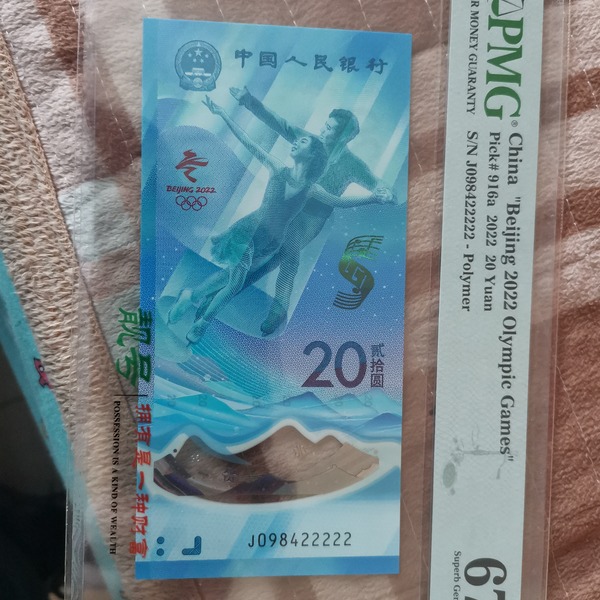 中国人民银行
BEIJING 2022
20
贰拾圆
J098422222
靓号
拥有是一种财富
POSSESSION IS A KIND OF WEALTH
PMG®
MONEY GUARANTY
China "Beijing 2022 Olympic Games"
Pick# 916a 2022 20 Yuan
S/N J098422222 - Polymer
67
Superb Gem